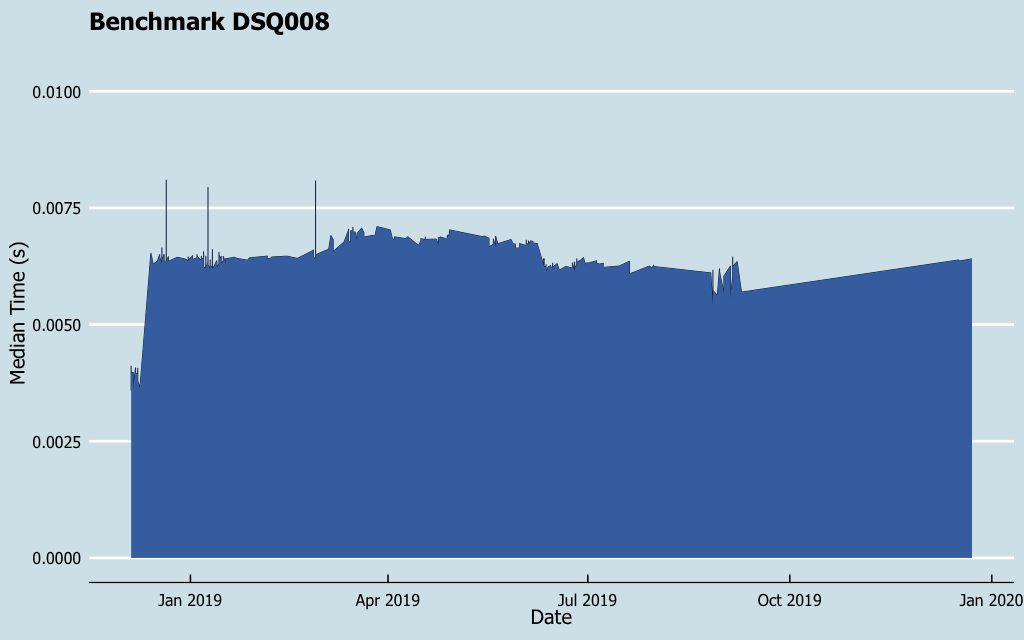 Benchmark DSQ008
Median Time (s)
0.0100
0.0075
0.0050
0.0025
0.0000
Jan 2019
Apr 2019
Jul 2019
Oct 2019
Jan 2020
Date